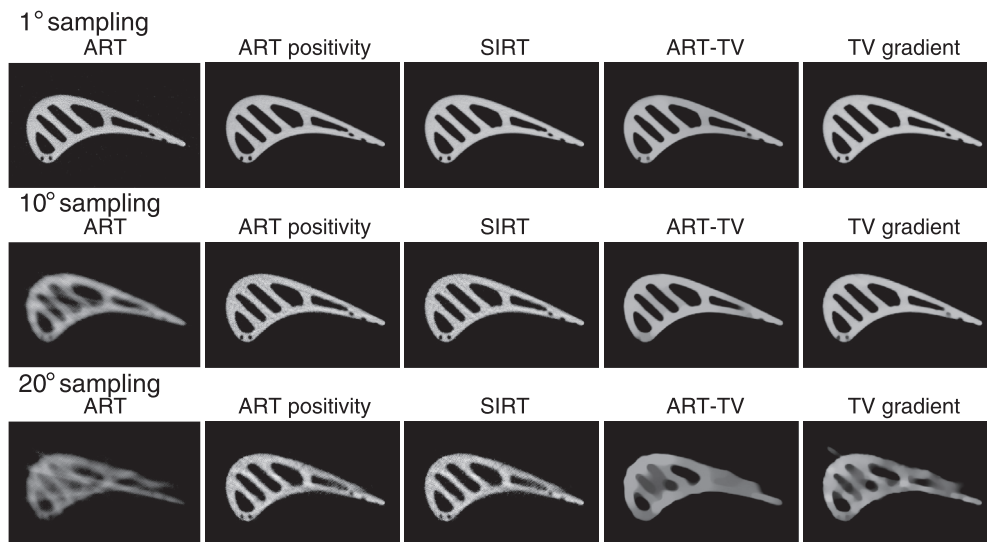 1° sampling
ART ART positivity SIRT ART-TV TV gradient
10° sampling
ART ART positivity SIRT ART-TV TV gradient
20° sampling
ART ART positivity SIRT ART-TV TV gradient